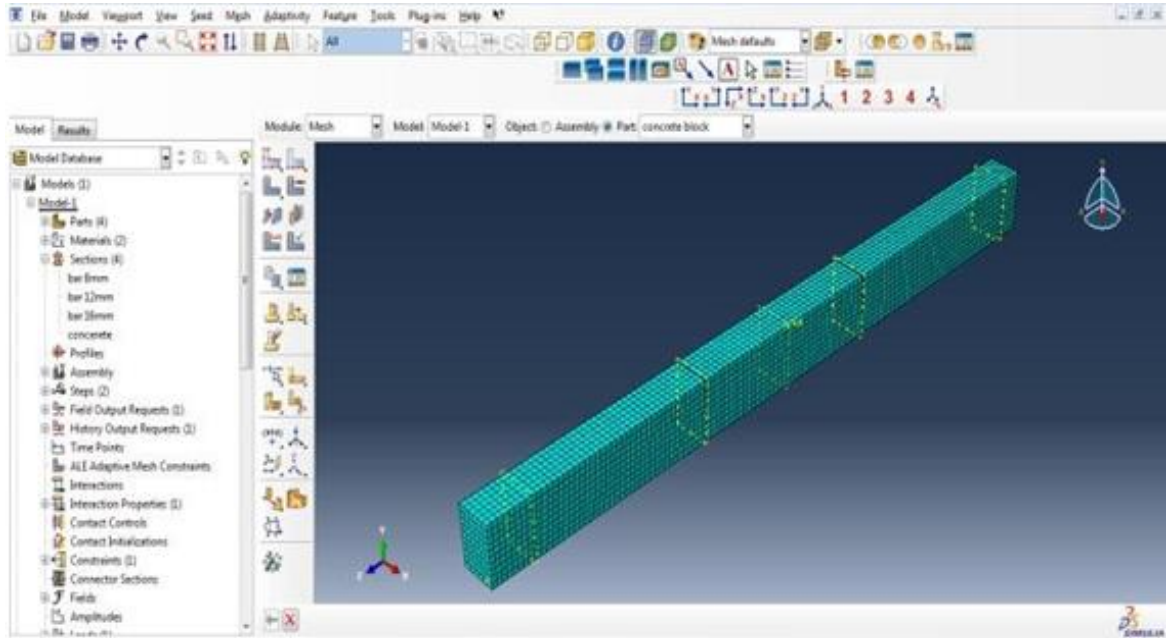 File Model Viewport View Seed Mesh Adaptivity Feature Tools Plug-ins Help
All Mesh defaults
A
1 2 3 4
Model Results Module: Mesh Model: Model-1 Object: Assembly Part: concrete block
Model Database
Models (1)
Model-1
Parts (4)
Materials (2)
Sections (4)
bar 8mm
bar 12mm
bar 16mm
concerete
Profiles
Assembly
Steps (2)
Field Output Requests (1)
History Output Requests (1)
Time Points
ALE Adaptive Mesh Constraints
Interactions
Interaction Properties (1)
Contact Controls
Contact Initializations
Constraints (1)
Connector Sections
Fields
Amplitudes
Loads (1)
SIMULIA